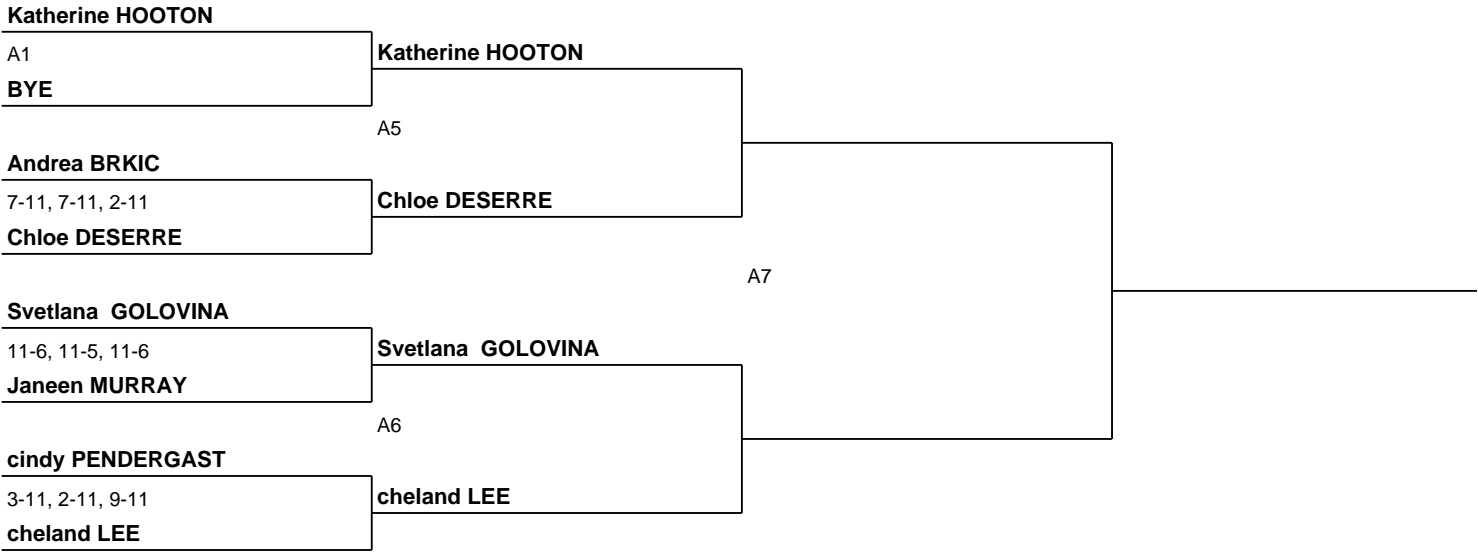 Katherine HOOTON
A1
BYE
Katherine HOOTON
A5
Andrea BRKIC
7-11, 7-11, 2-11
Chloe DESERRE
Chloe DESERRE
A7
Svetlana  GOLOVINA
11-6, 11-5, 11-6
Janeen MURRAY
Svetlana  GOLOVINA
A6
cindy PENDERGAST
3-11, 2-11, 9-11
cheland LEE
cheland LEE